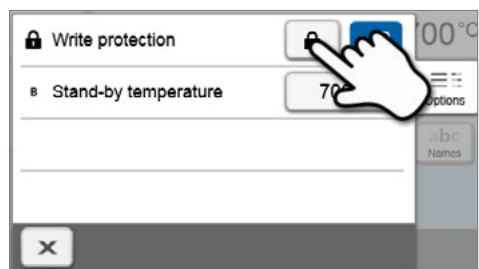 Write protection
00°C
B Stand-by temperature
70
Options
abc
Names